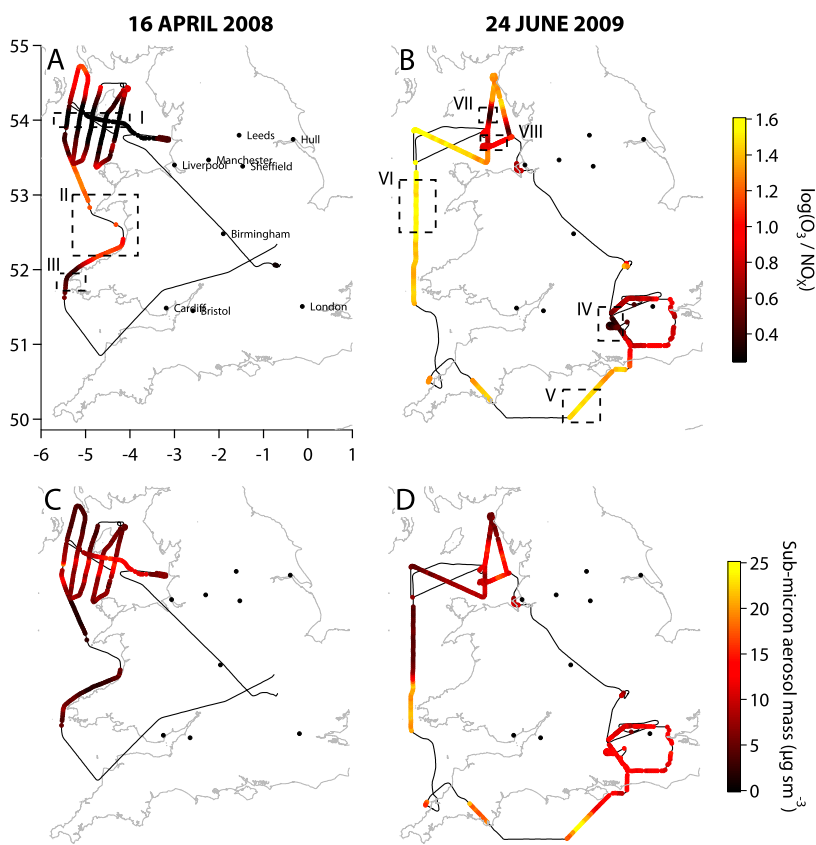 16 APRIL 2008
24 JUNE 2009
A
B
55
54
53
52
51
50
-6 -5 -4 -3 -2 -1 0 1
I
II
III
Leeds
Hull
Manchester
Liverpool
Sheffield
Birmingham
Cardiff
Bristol
London
VII
VIII
VI
IV
V
1.6
1.4
1.2
1.0
0.8
0.6
0.4
log(O3 / NOX)
C
D
25
20
15
10
5
0
Sub-micron aerosol mass (µg sm-3)